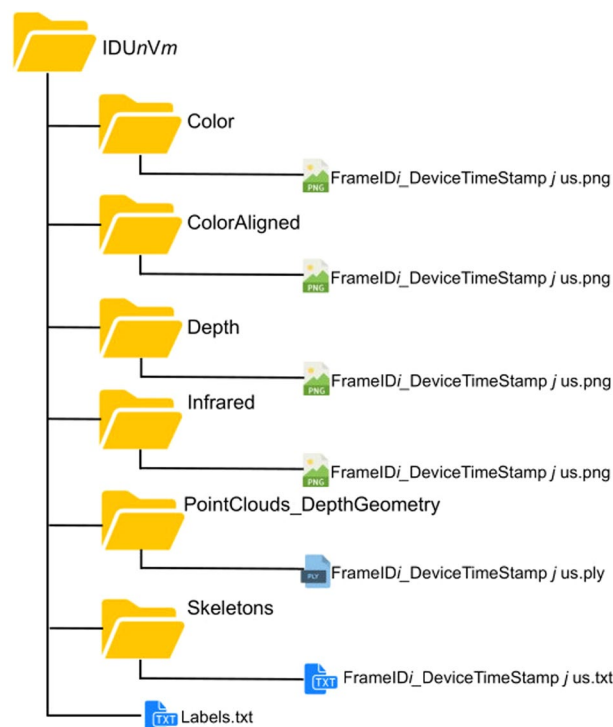 IDUnVm
Color
PNG FrameIDi_DeviceTimeStamp j us.png
ColorAligned
PNG FrameIDi_DeviceTimeStamp j us.png
Depth
PNG FrameIDi_DeviceTimeStamp j us.png
Infrared
PNG FrameIDi_DeviceTimeStamp j us.png
PointClouds_DepthGeometry
PLY FrameIDi_DeviceTimeStamp j us.ply
Skeletons
TXT FrameIDi_DeviceTimeStamp j us.txt
TXT Labels.txt